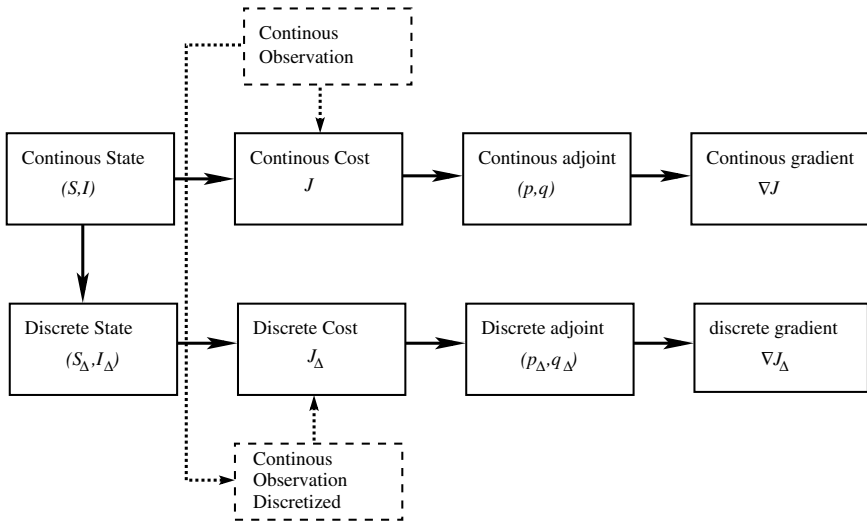 Continous
Observation
Continous State
(S,I)
Continous Cost
J
Continous adjoint
(p,q)
Continous gradient
∇J
Discrete State
(S_Δ,I_Δ)
Discrete Cost
J_Δ
Discrete adjoint
(p_Δ,q_Δ)
discrete gradient
∇J_Δ
Continous
Observation
Discretized